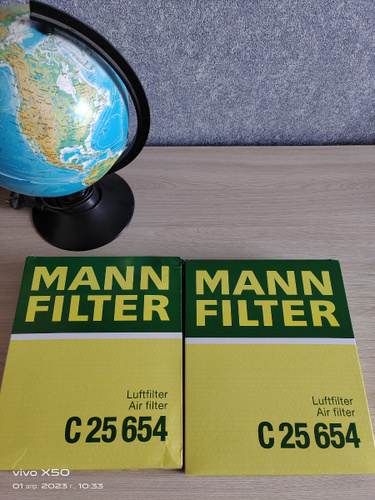 MANN
FILTER
Luftfilter
Air filter
C 25 654
MANN
FILTER
Luftfilter
Air filter
C 25 654
vivo X50
01 апр. 2023 г., 10:33